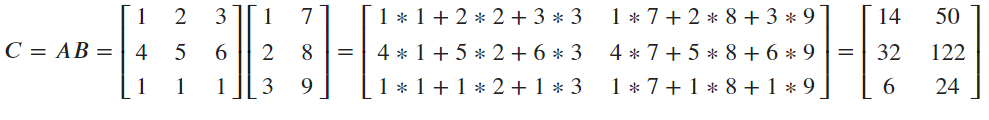 C = AB = [1 2 3; 4 5 6; 1 1 1] [1 7; 2 8; 3 9] = [1 ∗ 1 + 2 ∗ 2 + 3 ∗ 3 1 ∗ 7 + 2 ∗ 8 + 3 ∗ 9; 4 ∗ 1 + 5 ∗ 2 + 6 ∗ 3 4 ∗ 7 + 5 ∗ 8 + 6 ∗ 9; 1 ∗ 1 + 1 ∗ 2 + 1 ∗ 3 1 ∗ 7 + 1 ∗ 8 + 1 ∗ 9] = [14 50; 32 122; 6 24]